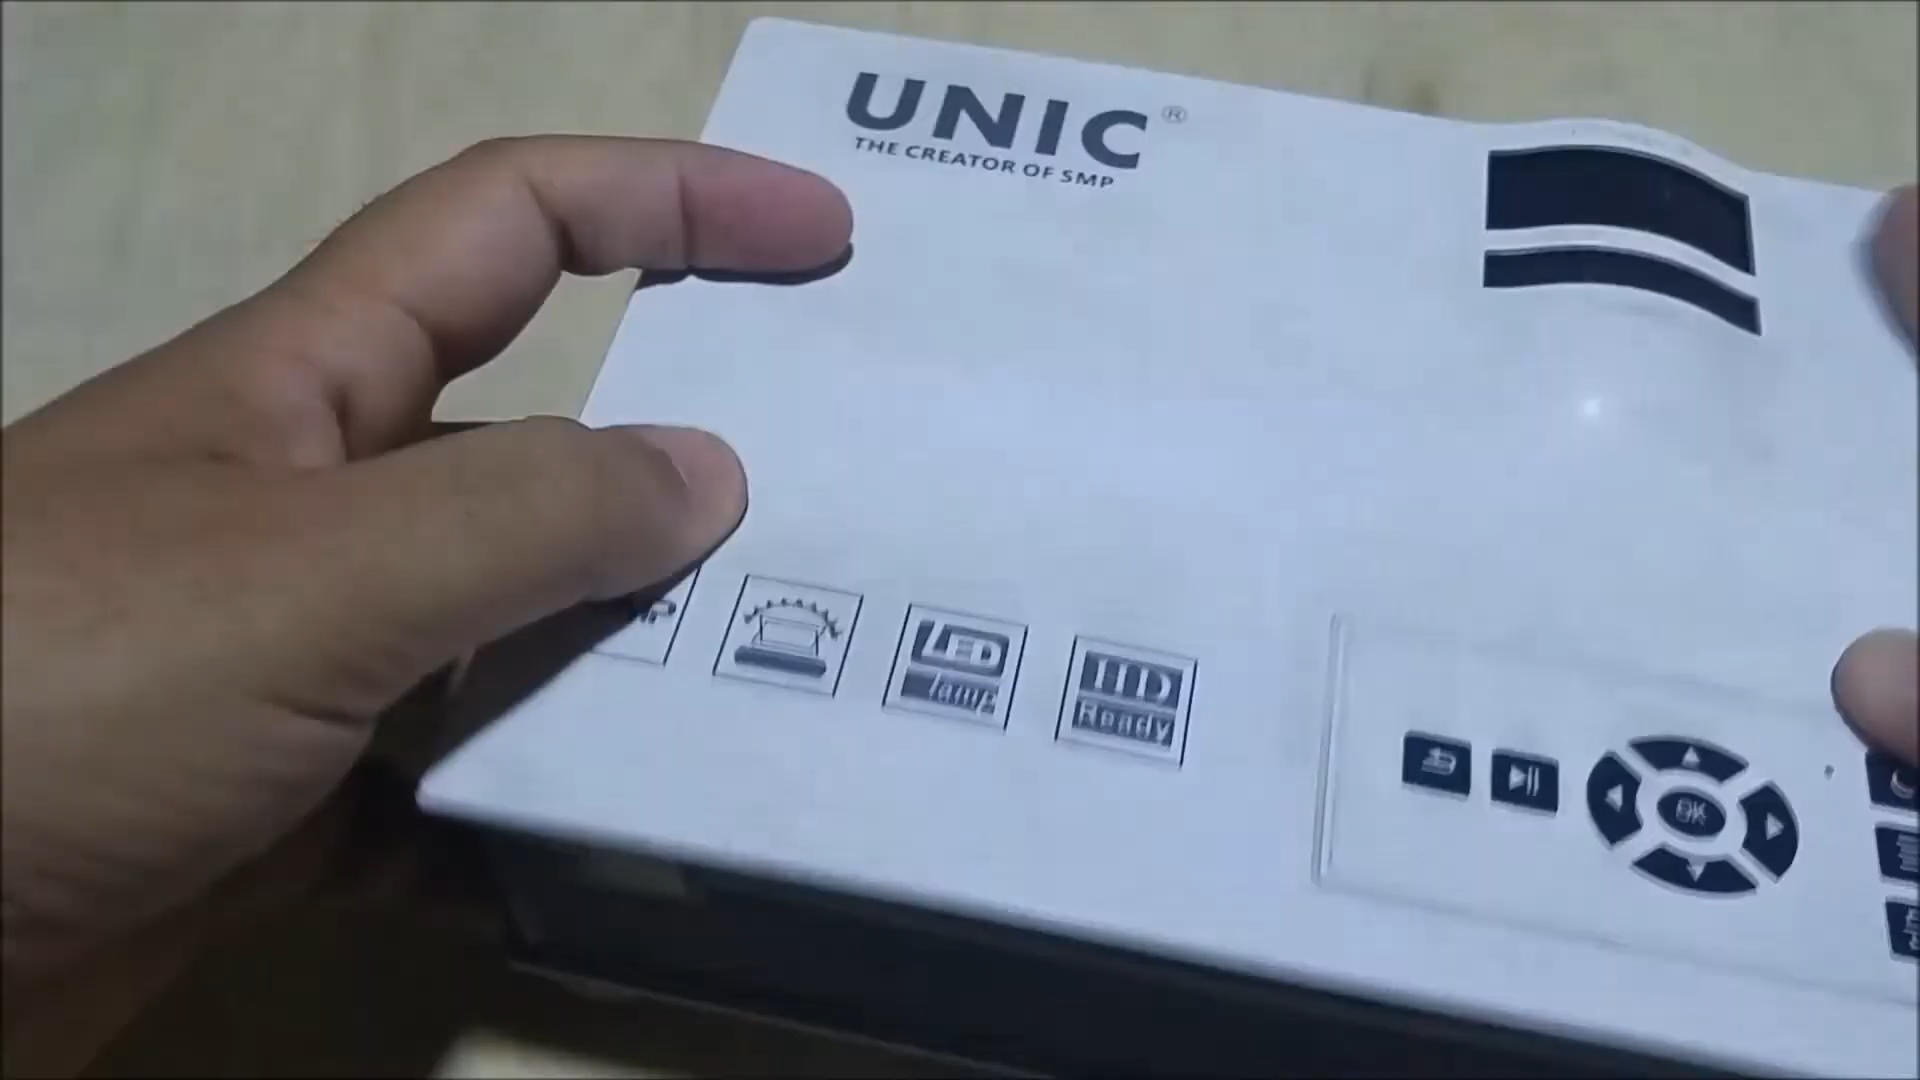 UNIC®
THE CREATOR OF SMP
LED
lamp
HD
Ready
OK